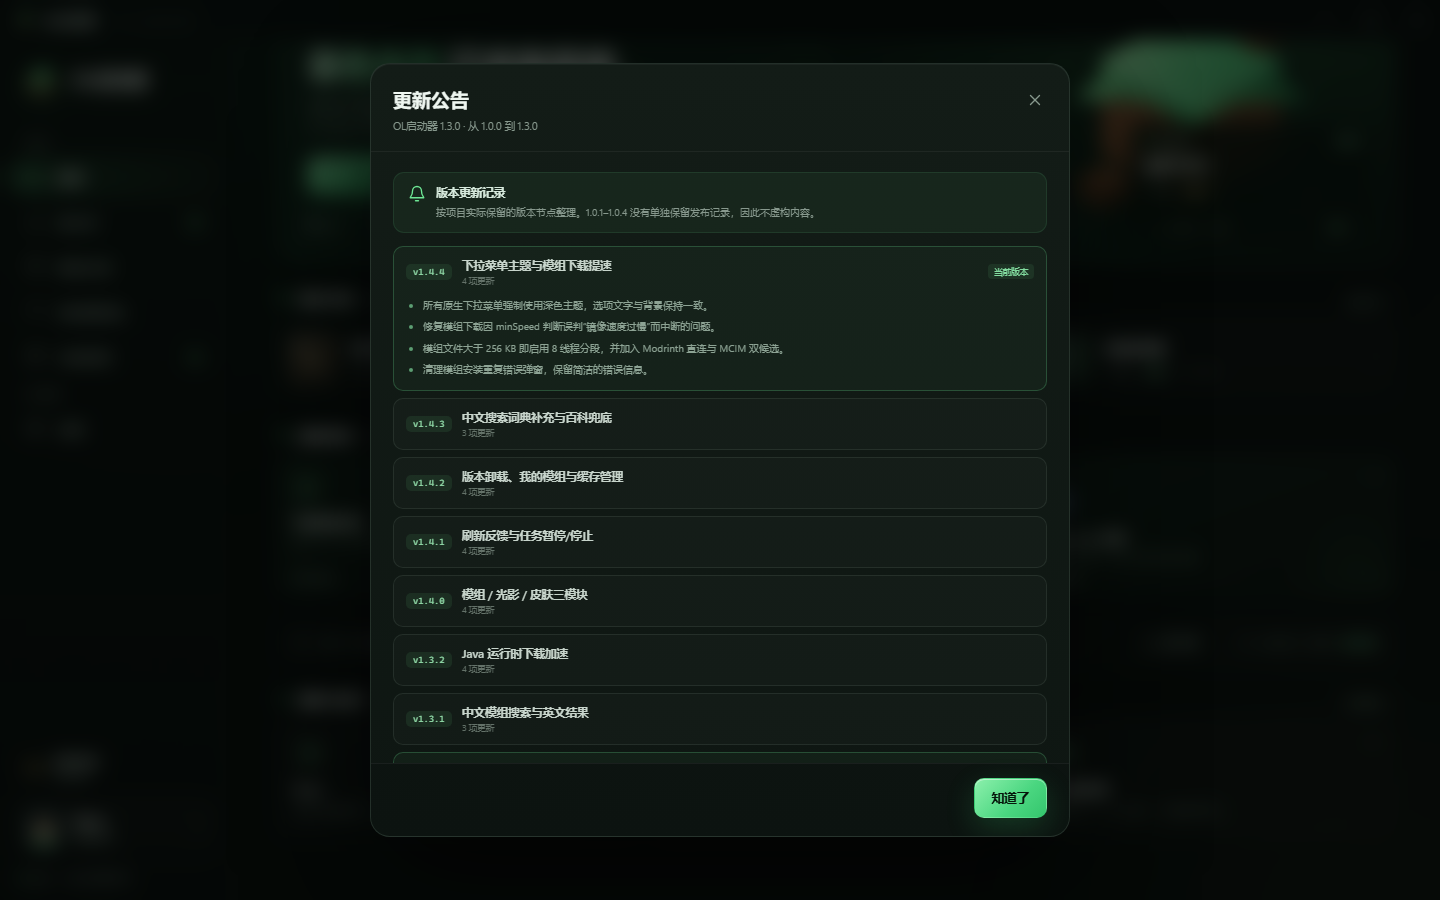 更新公告
OL启动器 1.3.0 · 从 1.0.0 到 1.3.0
版本更新记录
按项目实际保留的版本节点整理。1.0.1–1.0.4 没有单独保留发布记录，因此不虚构内容。
v1.4.4 下拉菜单主题与模组下载提速 当前版本
4 项更新
所有原生下拉菜单强制使用深色主题，选项文字与背景保持一致。
修复模组下载因 minSpeed 判断误判“镜像速度过慢”而中断的问题。
模组文件大于 256 KB 即启用 8 线程分段，并加入 Modrinth 直连与 MCIM 双候选。
清理模组安装重复错误弹窗，保留简洁的错误信息。
v1.4.3 中文搜索词典补充与百科兜底
3 项更新
v1.4.2 版本卸载、我的模组与缓存管理
4 项更新
v1.4.1 刷新反馈与任务暂停/停止
4 项更新
v1.4.0 模组 / 光影 / 皮肤三模块
4 项更新
v1.3.2 Java 运行时下载加速
4 项更新
v1.3.1 中文模组搜索与英文结果
3 项更新
知道了